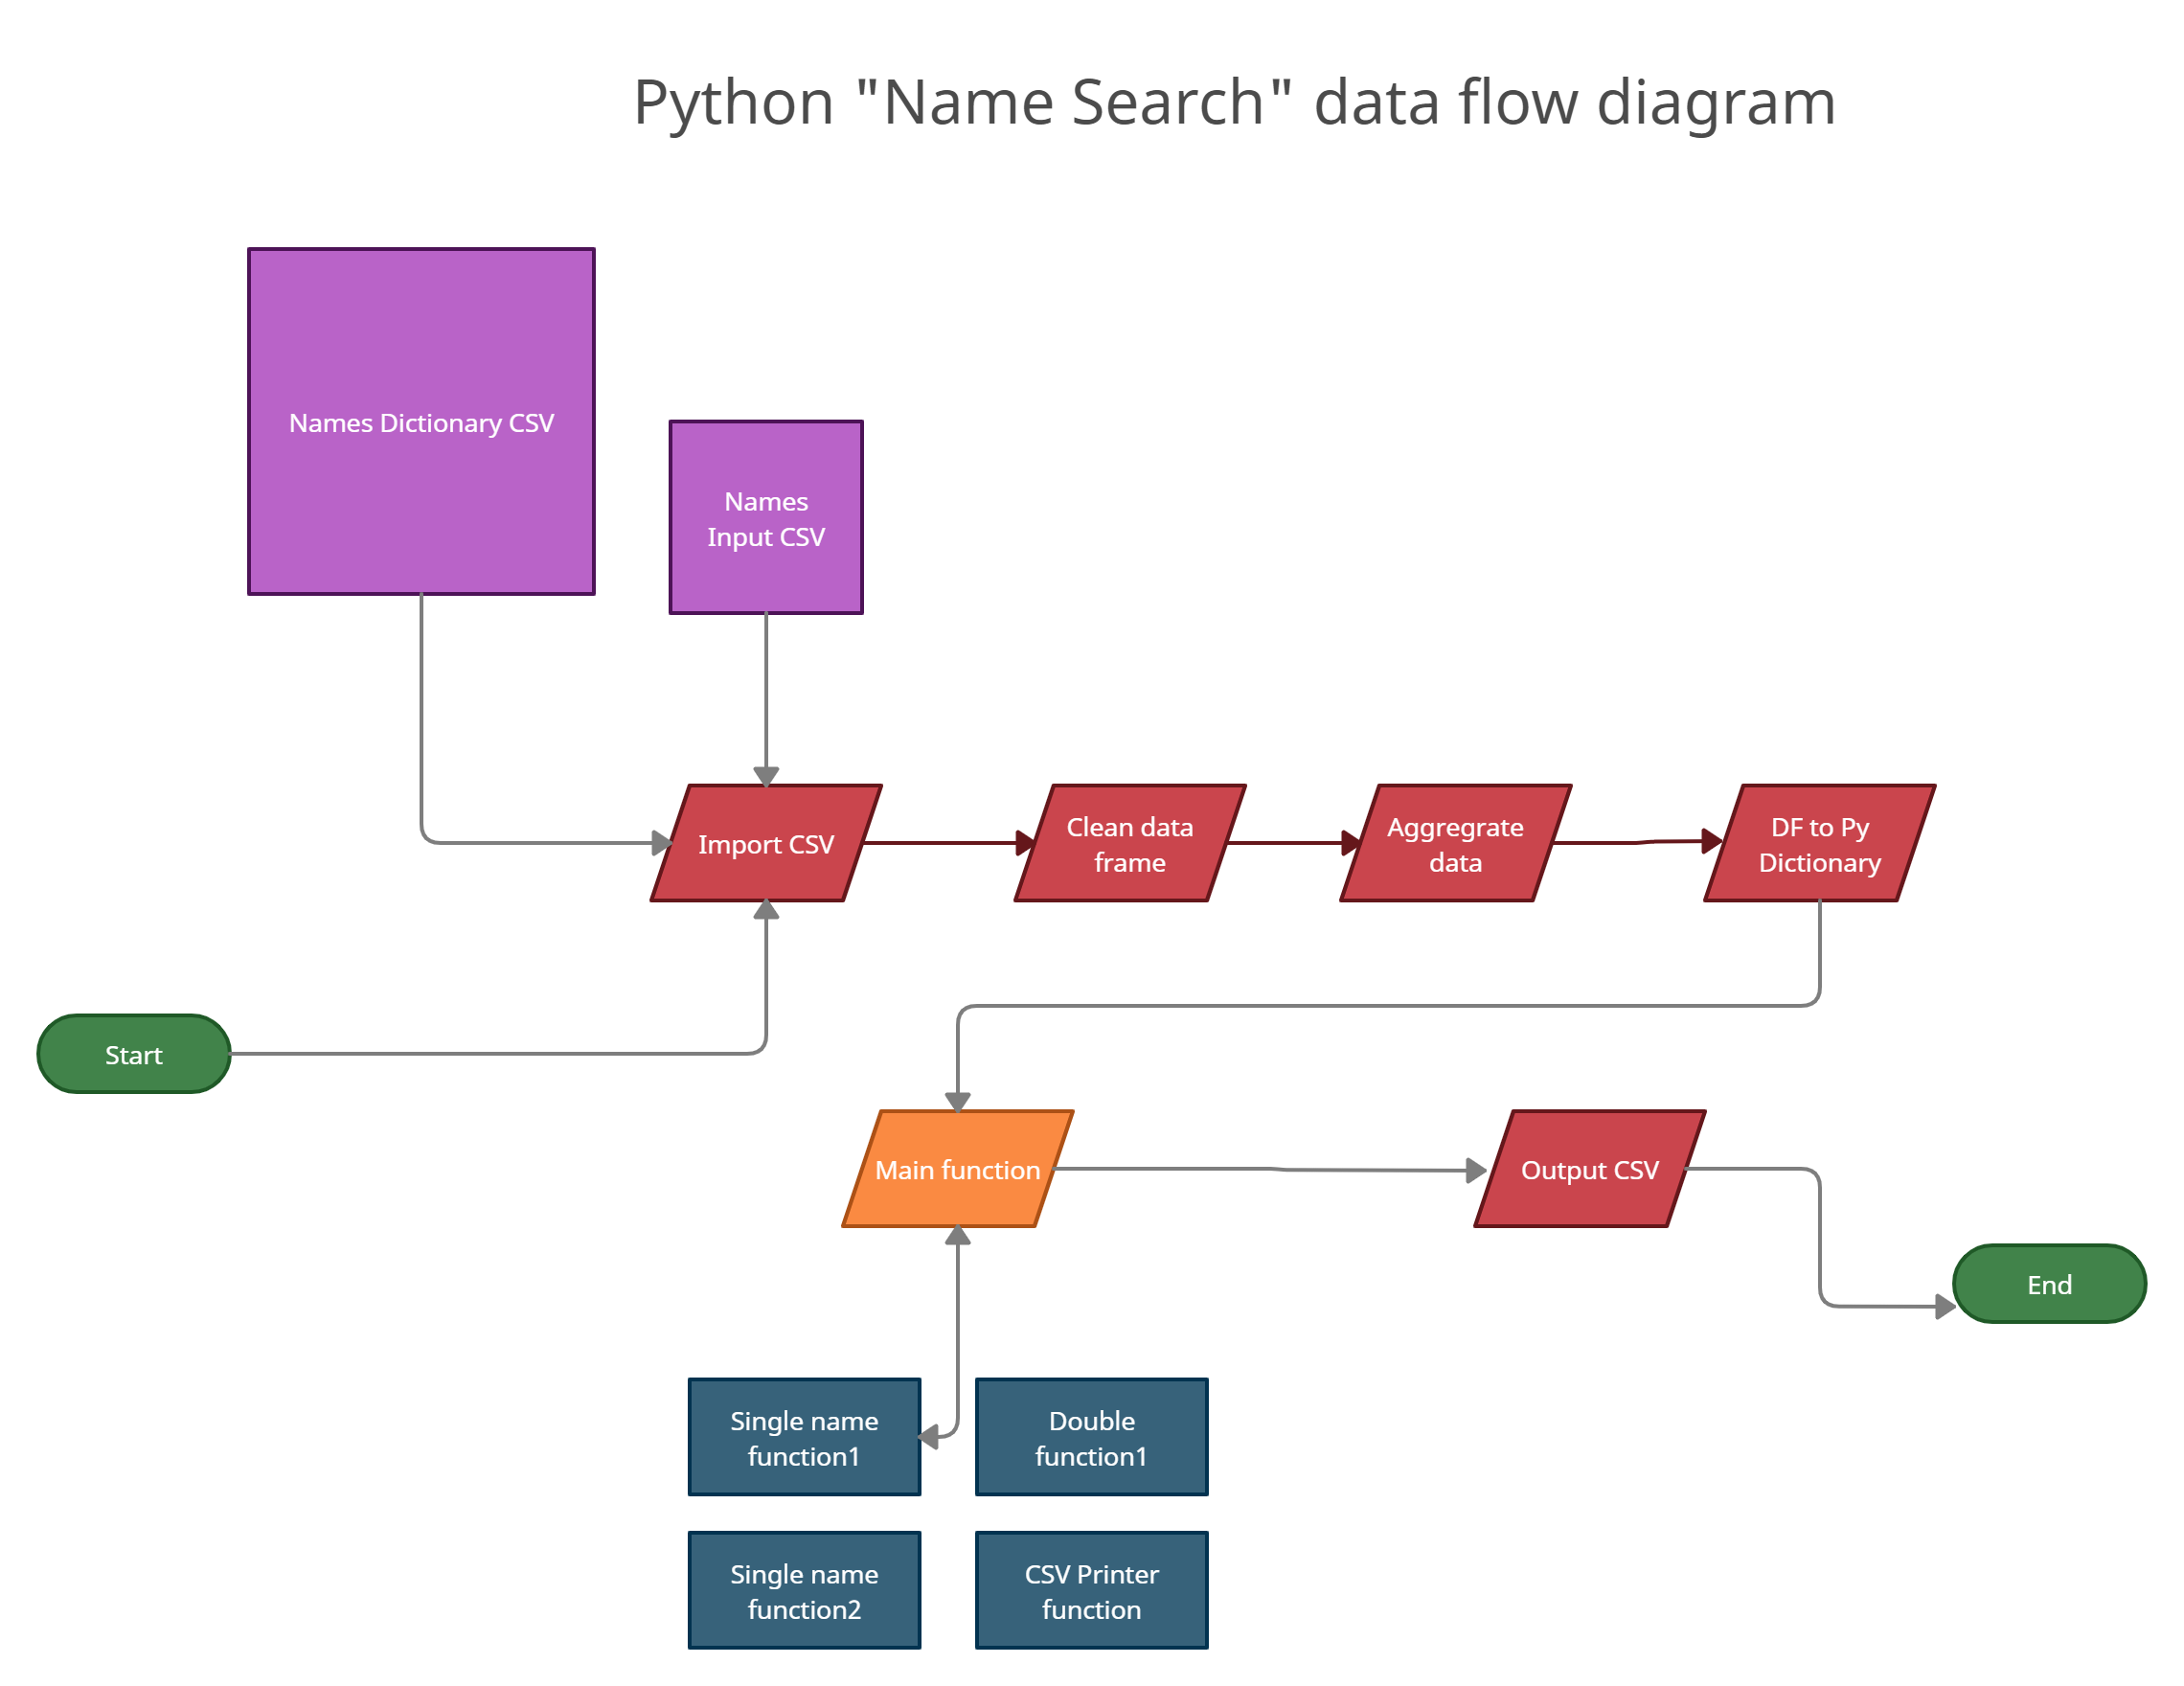 Python "Name Search" data flow diagram
Names Dictionary CSV
Names
Input CSV
Import CSV
Clean data
frame
Aggregrate
data
DF to Py
Dictionary
Start
Main function
Output CSV
End
Single name
function1
Double
function1
Single name
function2
CSV Printer
function